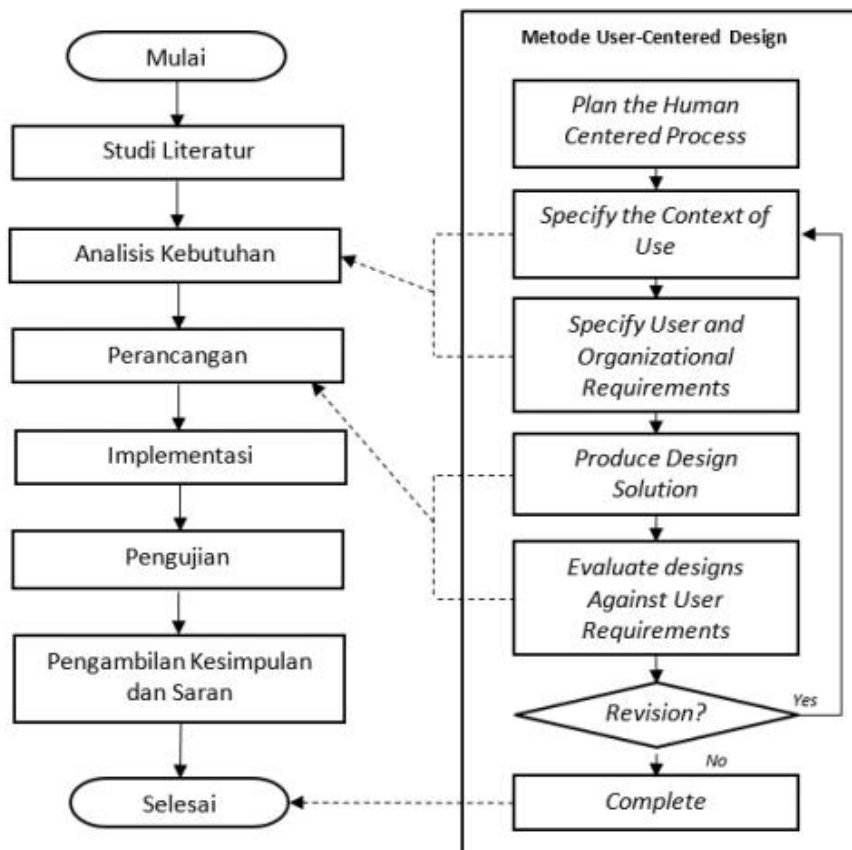 Mulai
Studi Literatur
Analisis Kebutuhan
Perancangan
Implementasi
Pengujian
Pengambilan Kesimpulan
dan Saran
Selesai
Metode User-Centered Design
Plan the Human
Centered Process
Specify the Context of
Use
Specify User and
Organizational
Requirements
Produce Design
Solution
Evaluate designs
Against User
Requirements
Revision?
Yes
No
Complete